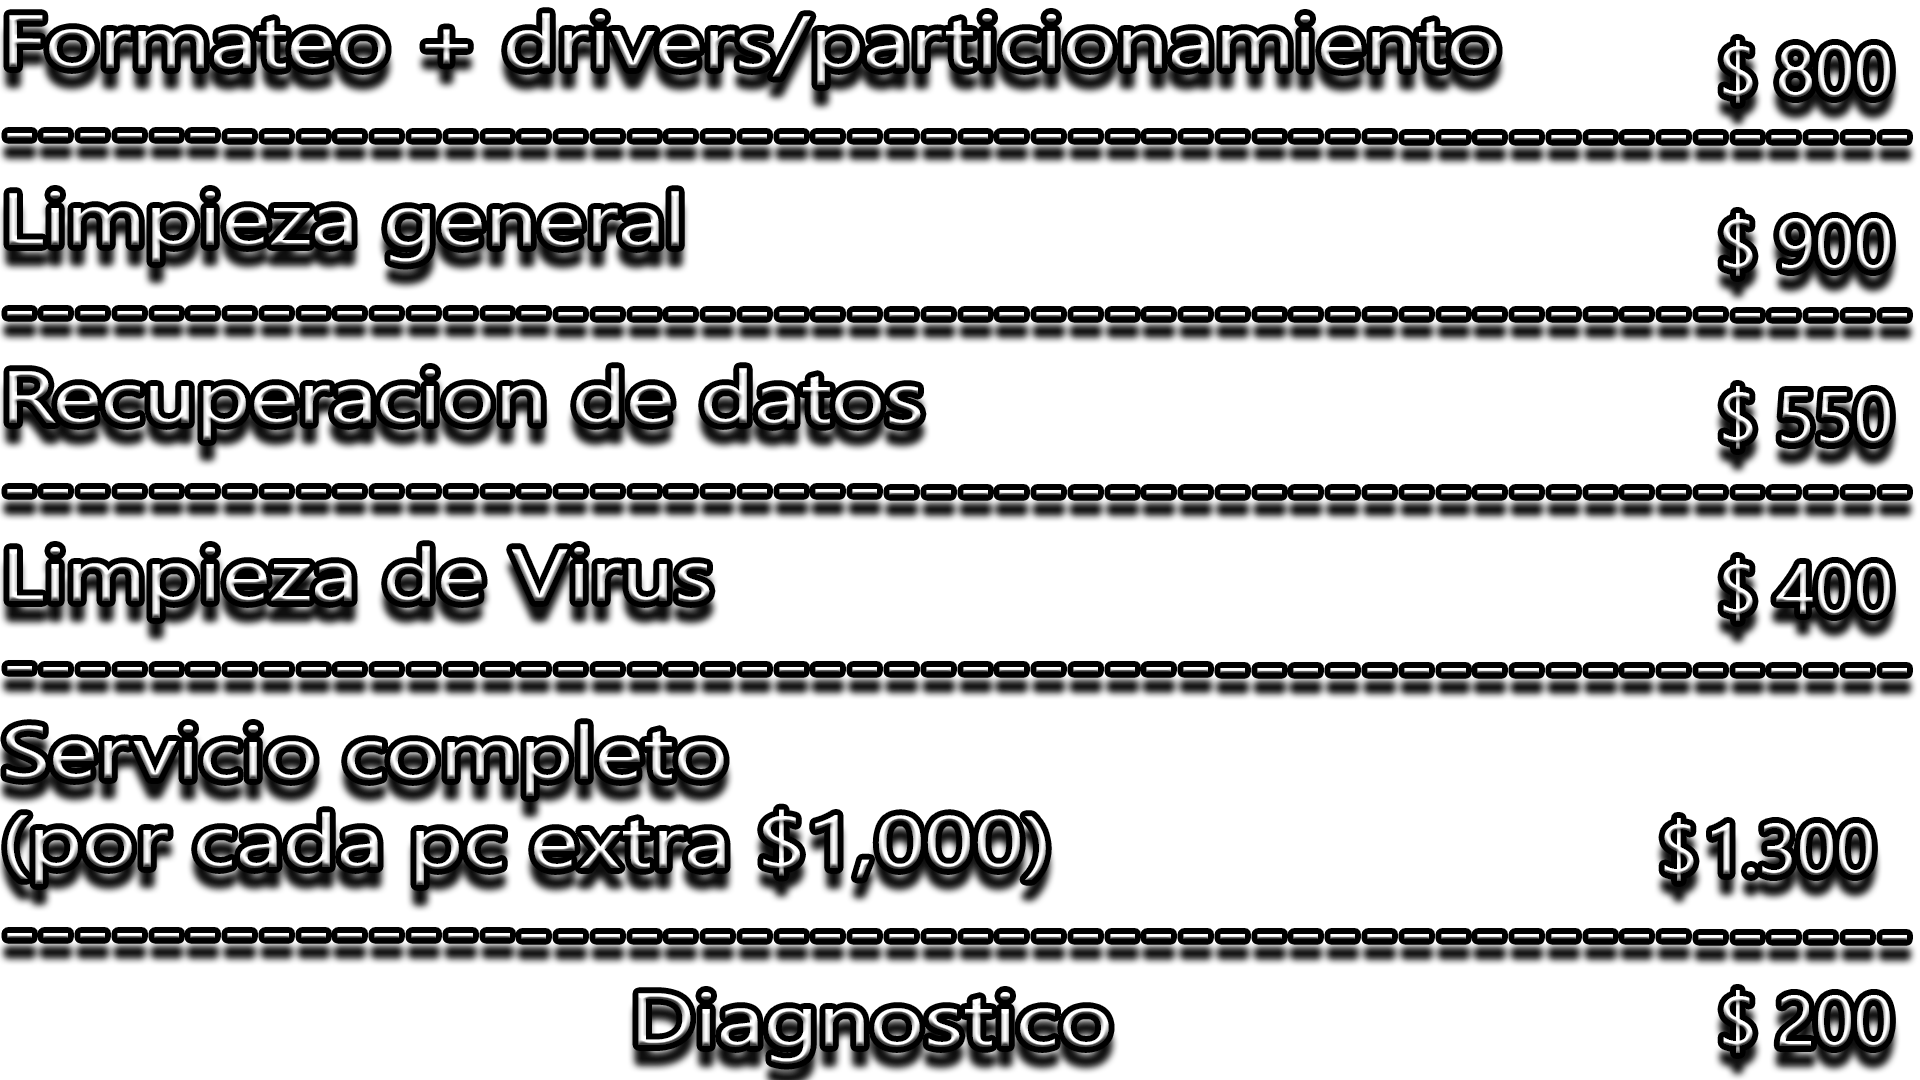 Formateo + drivers/particionamiento $ 800
----------------------------------------------------
Limpieza general $ 900
----------------------------------------------------
Recuperacion de datos $ 550
----------------------------------------------------
Limpieza de Virus $ 400
----------------------------------------------------
Servicio completo
(por cada pc extra $1,000) $1.300
----------------------------------------------------
Diagnostico $ 200